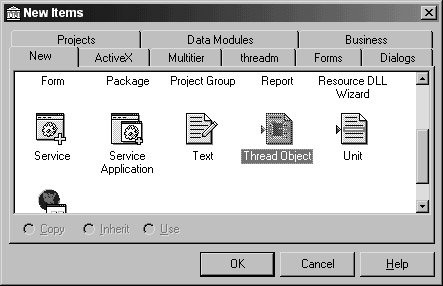 New Items
Projects Data Modules Business
New ActiveX Multitier threadm Forms Dialogs
Form Package Project Group Report Resource DLL
Wizard
Service Service Text Thread Object Unit
Application
Copy Inherit Use
OK Cancel Help